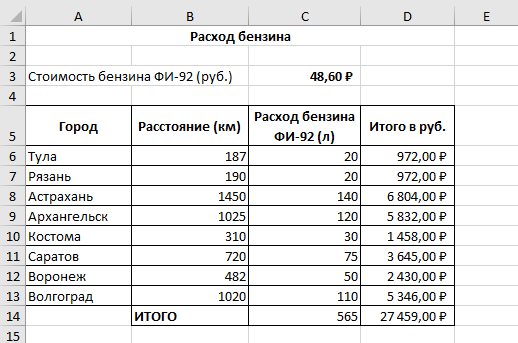 A B C D E
1 Расход бензина
2
3 Стоимость бензина ФИ-92 (руб.) 48,60 ₽
4
5 Город Расстояние (км) Расход бензина ФИ-92 (л) Итого в руб.
6 Тула 187 20 972,00 ₽
7 Рязань 190 20 972,00 ₽
8 Астрахань 1450 140 6 804,00 ₽
9 Архангельск 1025 120 5 832,00 ₽
10 Костома 310 30 1 458,00 ₽
11 Саратов 720 75 3 645,00 ₽
12 Воронеж 482 50 2 430,00 ₽
13 Волгоград 1020 110 5 346,00 ₽
14 ИТОГО 565 27 459,00 ₽
15